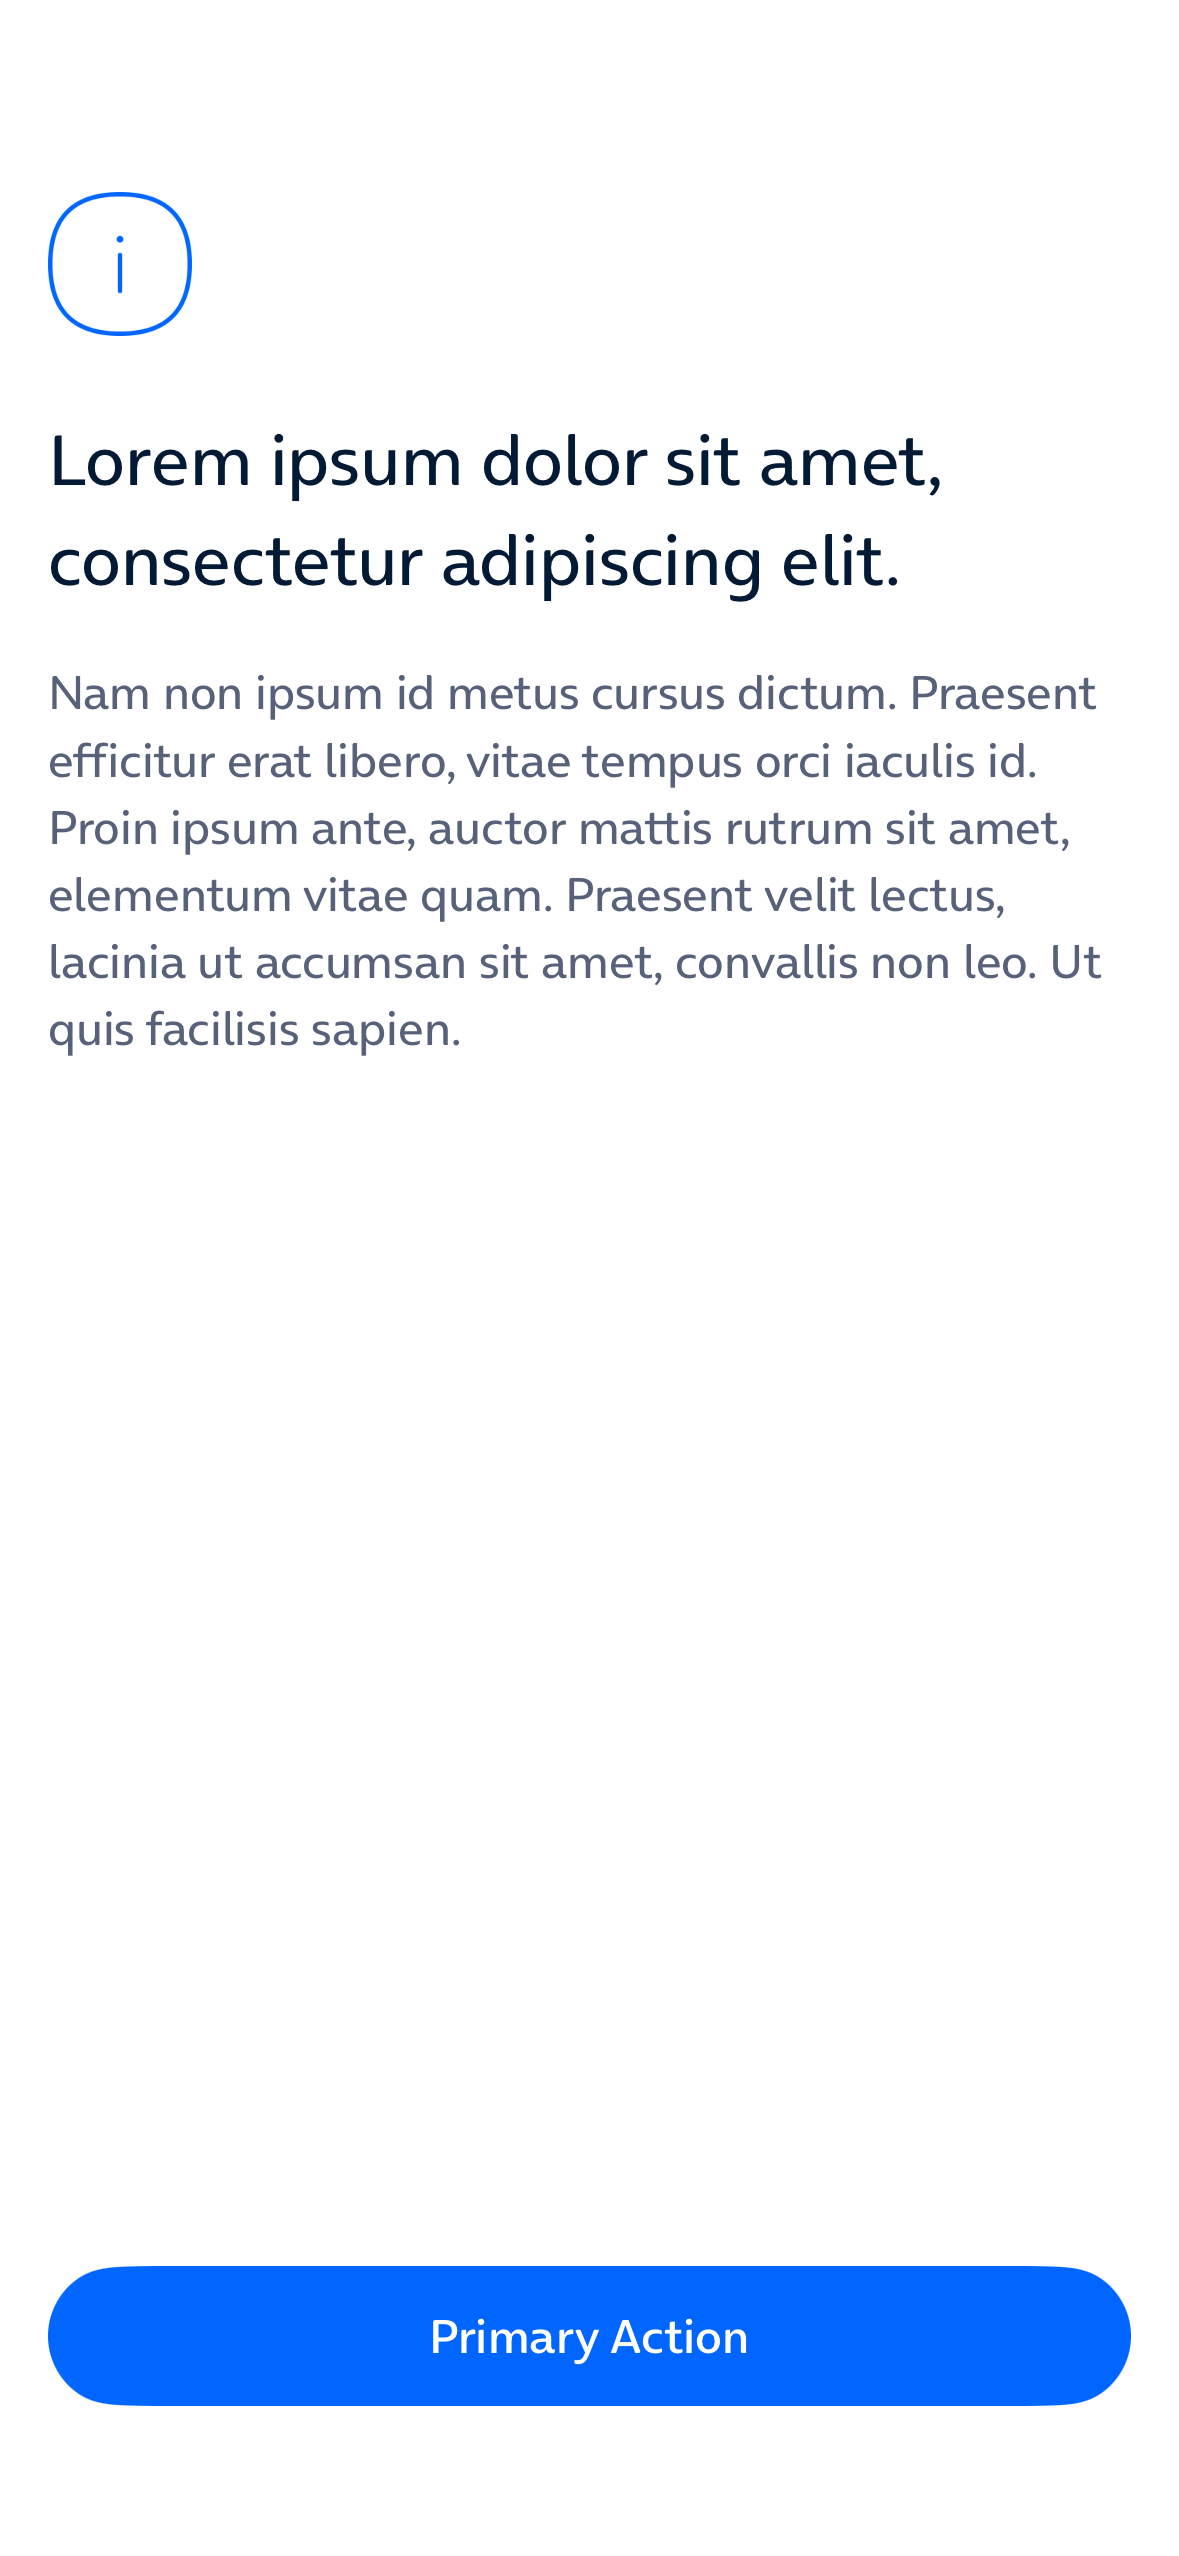 i
Lorem ipsum dolor sit amet,
consectetur adipiscing elit.
Nam non ipsum id metus cursus dictum. Praesent
efficitur erat libero, vitae tempus orci iaculis id.
Proin ipsum ante, auctor mattis rutrum sit amet,
elementum vitae quam. Praesent velit lectus,
lacinia ut accumsan sit amet, convallis non leo. Ut
quis facilisis sapien.
Primary Action